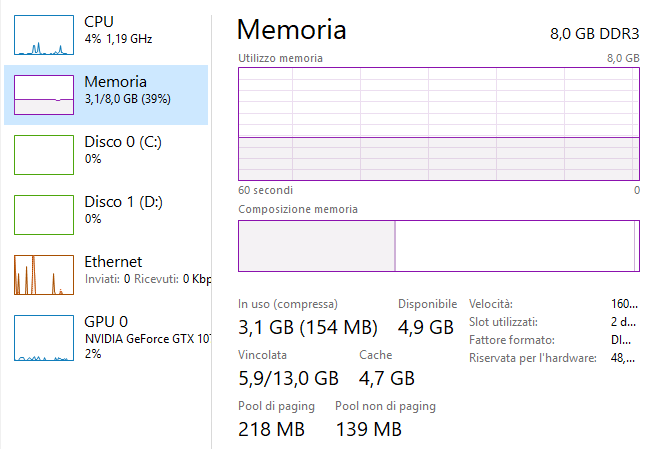 CPU
4% 1,19 GHz
Memoria
3,1/8,0 GB (39%)
Disco 0 (C:)
0%
Disco 1 (D:)
0%
Ethernet
Inviati: 0 Ricevuti: 0 Kbp
GPU 0
NVIDIA GeForce GTX 10
2%
Memoria
8,0 GB DDR3
Utilizzo memoria
8,0 GB
60 secondi
0
Composizione memoria
In uso (compressa)
3,1 GB (154 MB)
Disponibile
4,9 GB
Vincolata
5,9/13,0 GB
Cache
4,7 GB
Pool di paging
218 MB
Pool non di paging
139 MB
Velocità: 160...
Slot utilizzati: 2 d...
Fattore formato: DI...
Riservata per l'hardware: 48,...